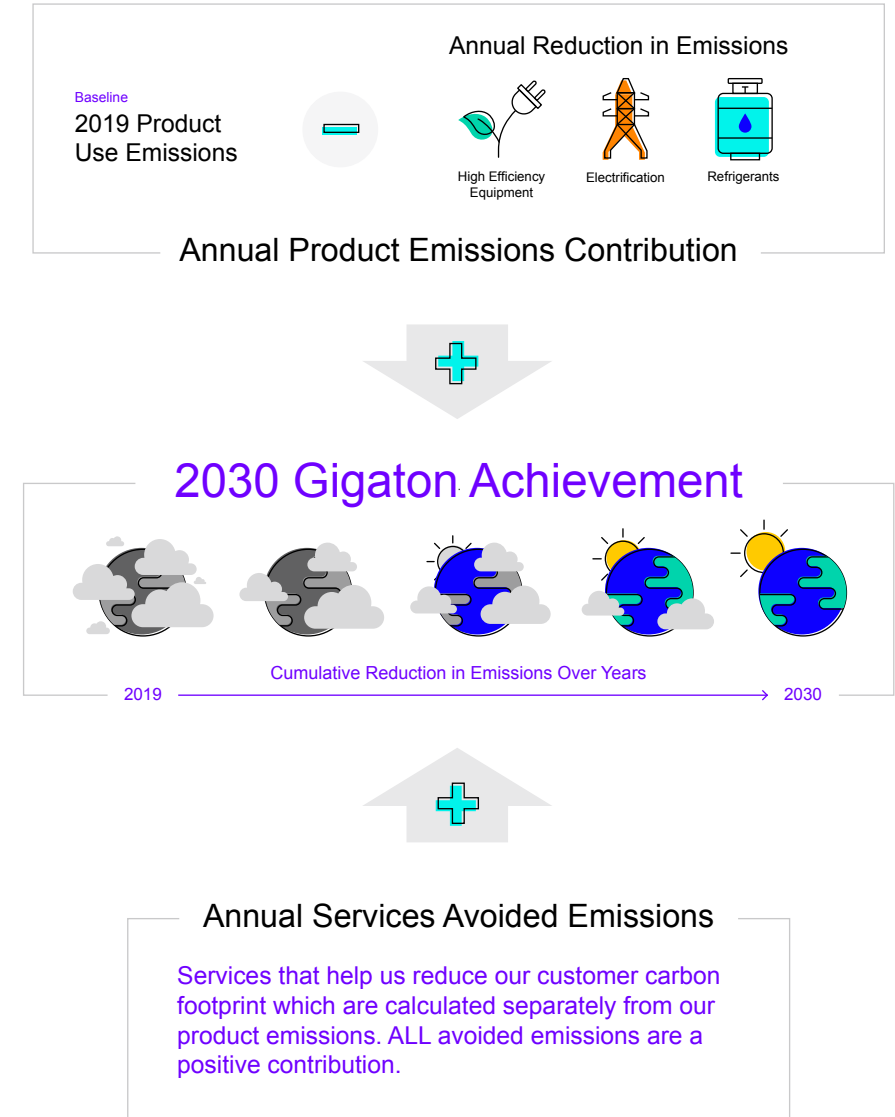 Annual Reduction in Emissions
Baseline
2019 Product
Use Emissions
High Efficiency
Equipment
Electrification
Refrigerants
Annual Product Emissions Contribution
2030 Gigaton Achievement
Cumulative Reduction in Emissions Over Years
2019
2030
Annual Services Avoided Emissions
Services that help us reduce our customer carbon
footprint which are calculated separately from our
product emissions. ALL avoided emissions are a
positive contribution.